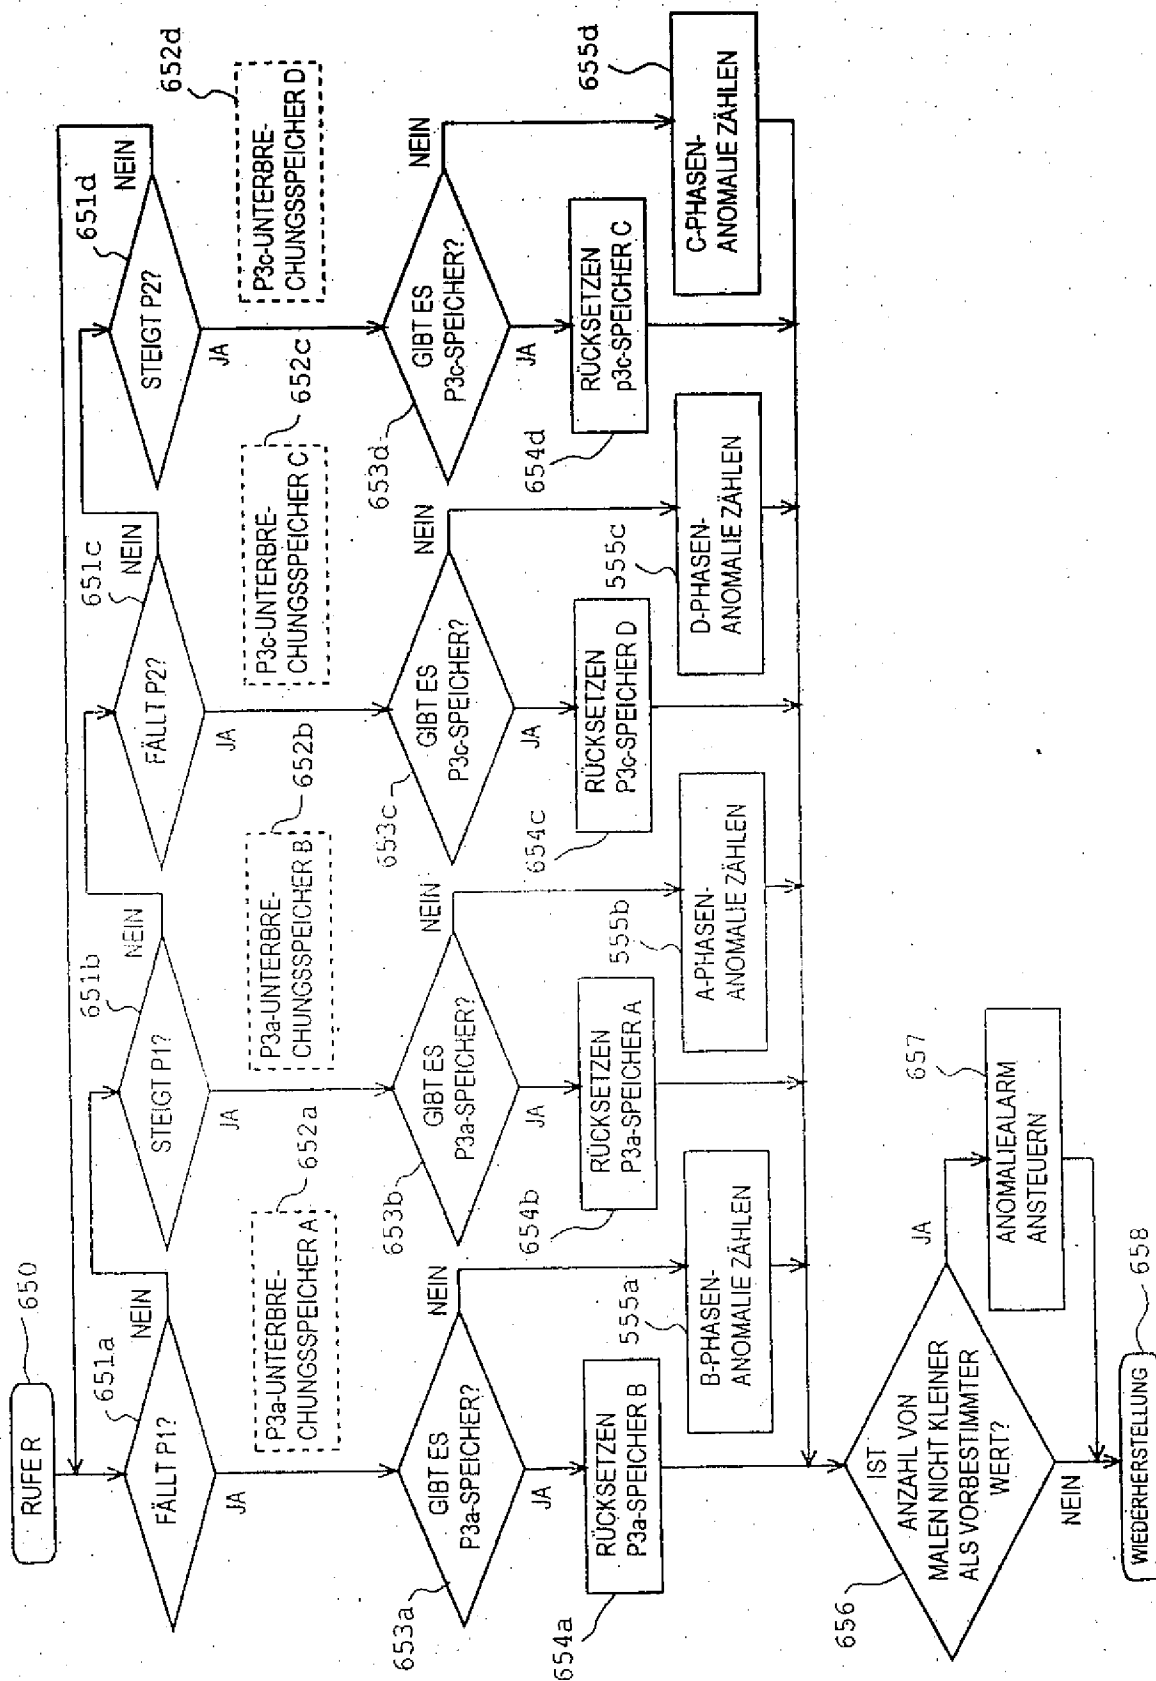 RUFER
650
FÄLLT P1?
651a
NEIN
JA
STEIGT P1?
651b
NEIN
JA
FÄLLT P2?
651c
NEIN
JA
STEIGT P2?
651d
NEIN
JA
P3a-UNTERBRE-
CHUNGSSPEICHER A
652a
P3a-UNTERBRE-
CHUNGSSPEICHER B
652b
P3c-UNTERBRE-
CHUNGSSPEICHER C
652c
P3c-UNTERBRE-
CHUNGSSPEICHER D
652d
653a
GIBT ES
P3a-SPEICHER?
NEIN
JA
653b
GIBT ES
P3a-SPEICHER?
NEIN
JA
653c
GIBT ES
P3c-SPEICHER?
NEIN
JA
653d
GIBT ES
P3c-SPEICHER?
NEIN
JA
654a
RÜCKSETZEN
P3a-SPEICHER B
555a
654b
RÜCKSETZEN
P3a-SPEICHER A
555b
654c
RÜCKSETZEN
P3c-SPEICHER D
555c
654d
RÜCKSETZEN
p3c-SPEICHER C
655d
B-PHASEN-
ANOMALIE ZÄHLEN
A-PHASEN-
ANOMALIE ZÄHLEN
D-PHASEN-
ANOMALIE ZÄHLEN
C-PHASEN-
ANOMALIE ZÄHLEN
656
IST
ANZAHL VON
MALEN NICHT KLEINER
ALS VORBESTIMMTER
WERT?
JA
NEIN
657
ANOMALIEALARM
ANSTEUERN
WIEDERHERSTELLUNG
658